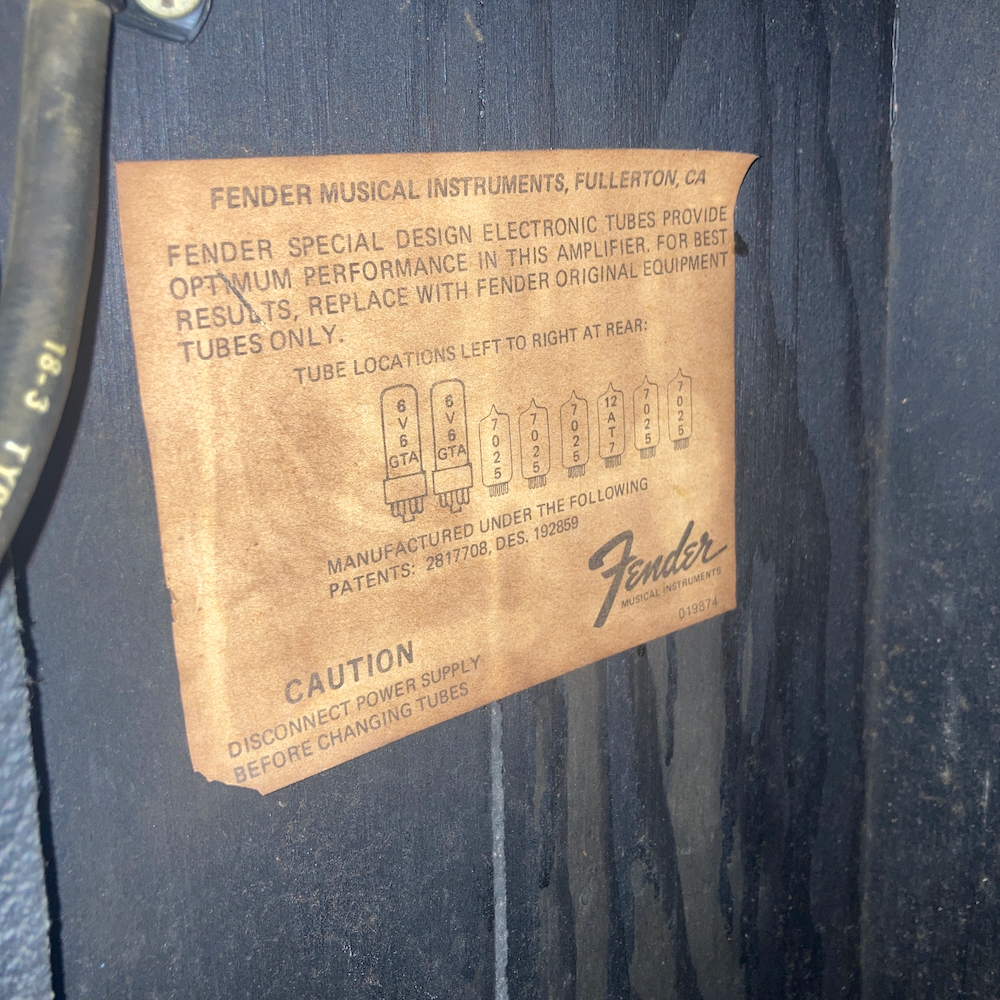 FENDER MUSICAL INSTRUMENTS, FULLERTON, CA
FENDER SPECIAL DESIGN ELECTRONIC TUBES PROVIDE
OPTIMUM PERFORMANCE IN THIS AMPLIFIER. FOR BEST
RESULTS, REPLACE WITH FENDER ORIGINAL EQUIPMENT
TUBES ONLY.
TUBE LOCATIONS LEFT TO RIGHT AT REAR:
6V6GTA 6V6GTA 7025 7025 7025 12AT7 7025 7025
MANUFACTURED UNDER THE FOLLOWING
PATENTS: 2817708, DES. 192859
Fender
MUSICAL INSTRUMENTS
019874
CAUTION
DISCONNECT POWER SUPPLY
BEFORE CHANGING TUBES
18-3